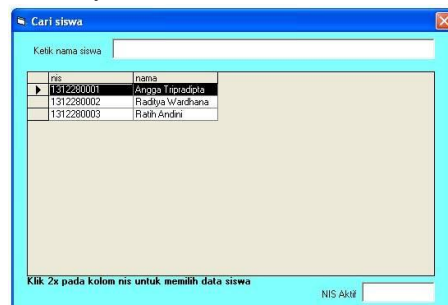 Cari siswa
Ketik nama siswa
nis nama
1312280001 Angga Tripradipta
1312280002 Raditya Wardhana
1312280003 Ratih Andini
Klik 2x pada kolom nis untuk memilih data siswa
NIS Aktif